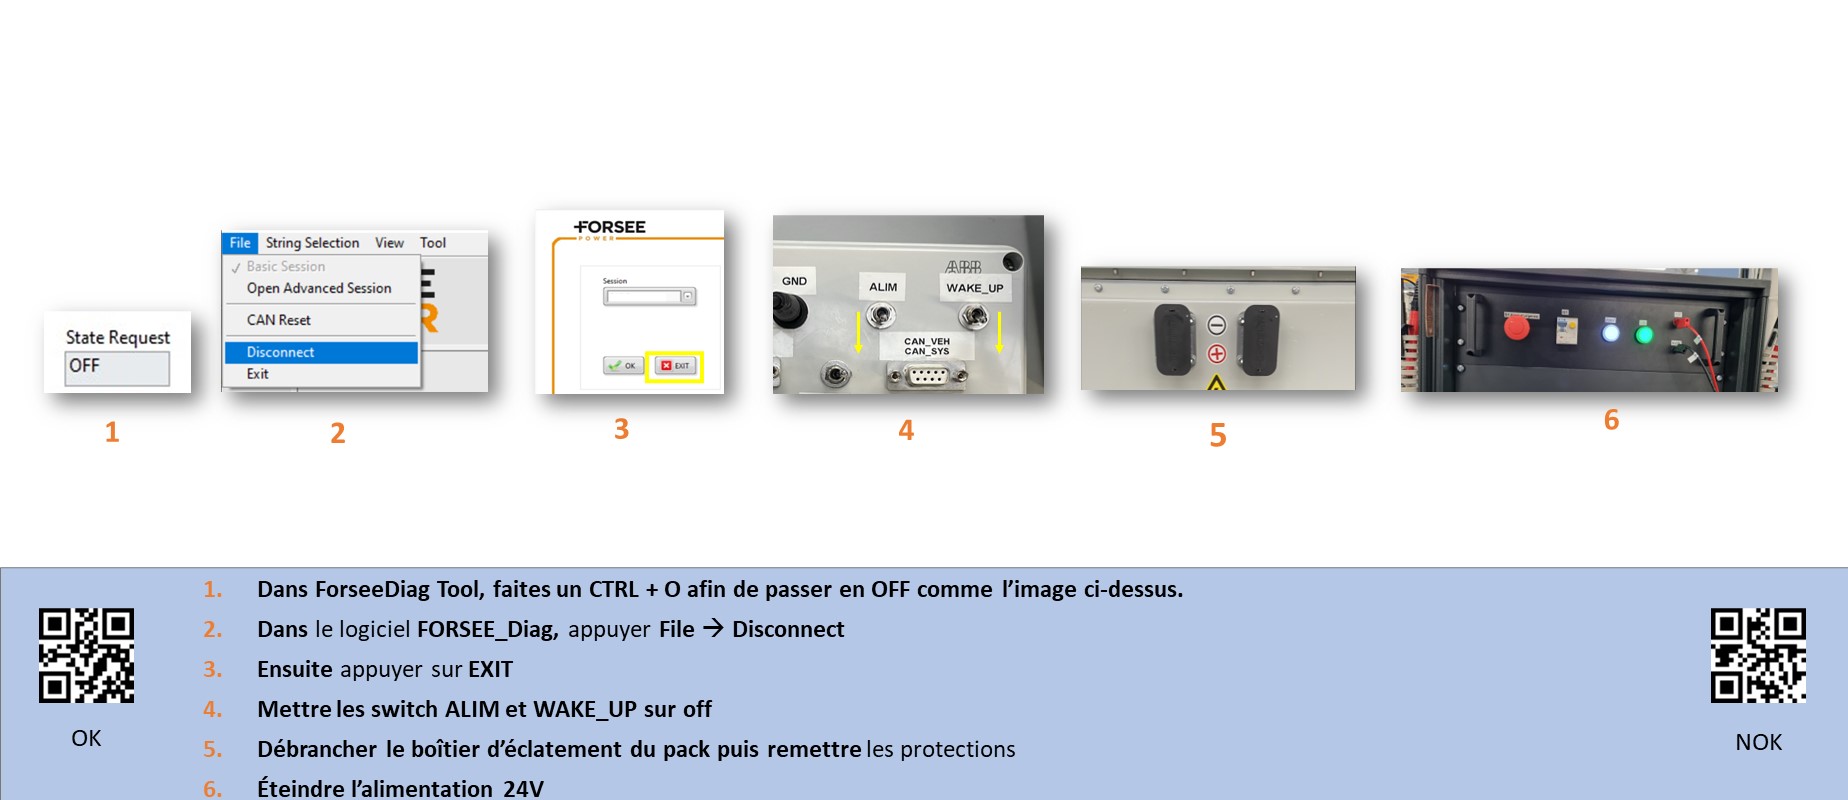 State Request
OFF
1
File String Selection View Tool
✓ Basic Session
Open Advanced Session
CAN Reset
Disconnect
Exit
2
FORSEE
POWER
Session
OK EXIT
3
ABB
GND ALIM WAKE_UP
CAN_VEH
CAN_SYS
4
5
6
1. Dans ForseeDiag Tool, faites un CTRL + O afin de passer en OFF comme l’image ci-dessus.
2. Dans le logiciel FORSEE_Diag, appuyer File → Disconnect
3. Ensuite appuyer sur EXIT
4. Mettre les switch ALIM et WAKE_UP sur off
5. Débrancher le boîtier d’éclatement du pack puis remettre les protections
6. Éteindre l’alimentation 24V
OK
NOK